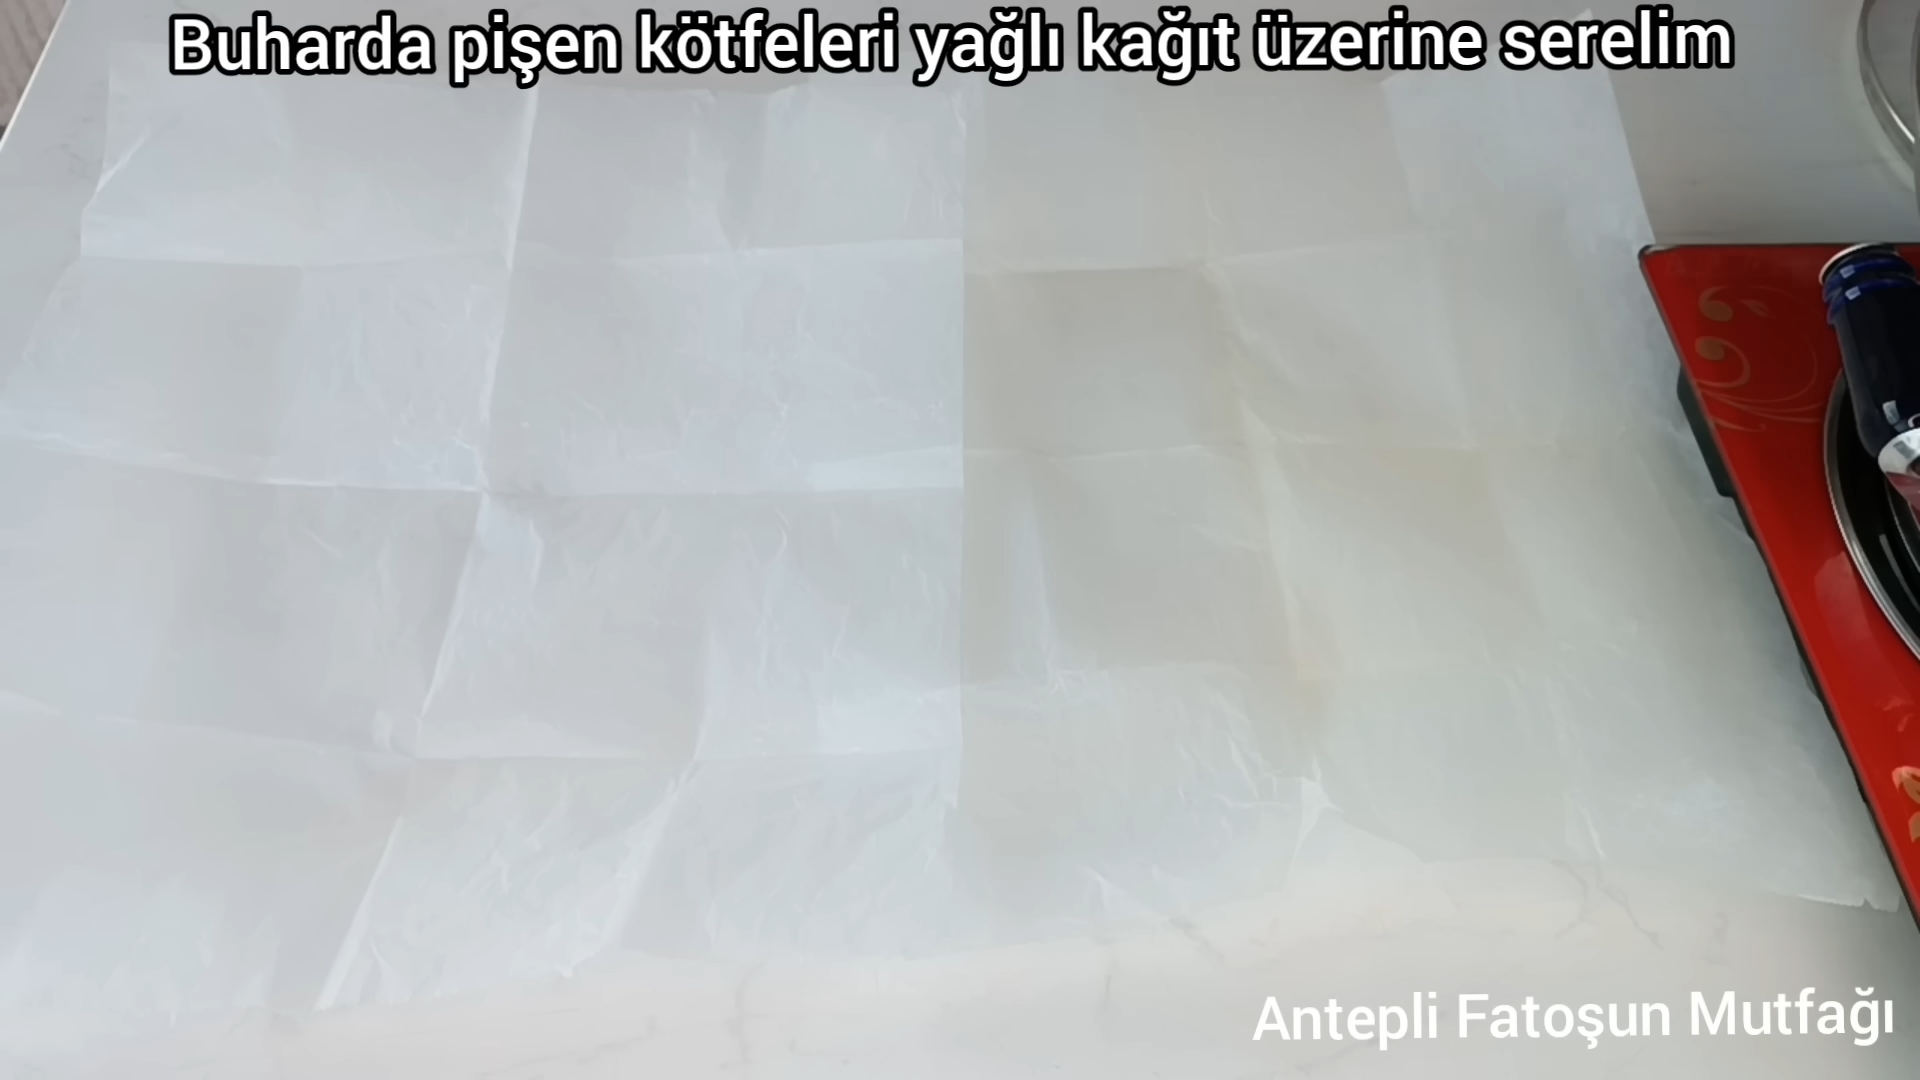 Buharda pişen kötfeleri yağlı kağıt üzerine serelim
Antepli Fatoşun Mutfağı